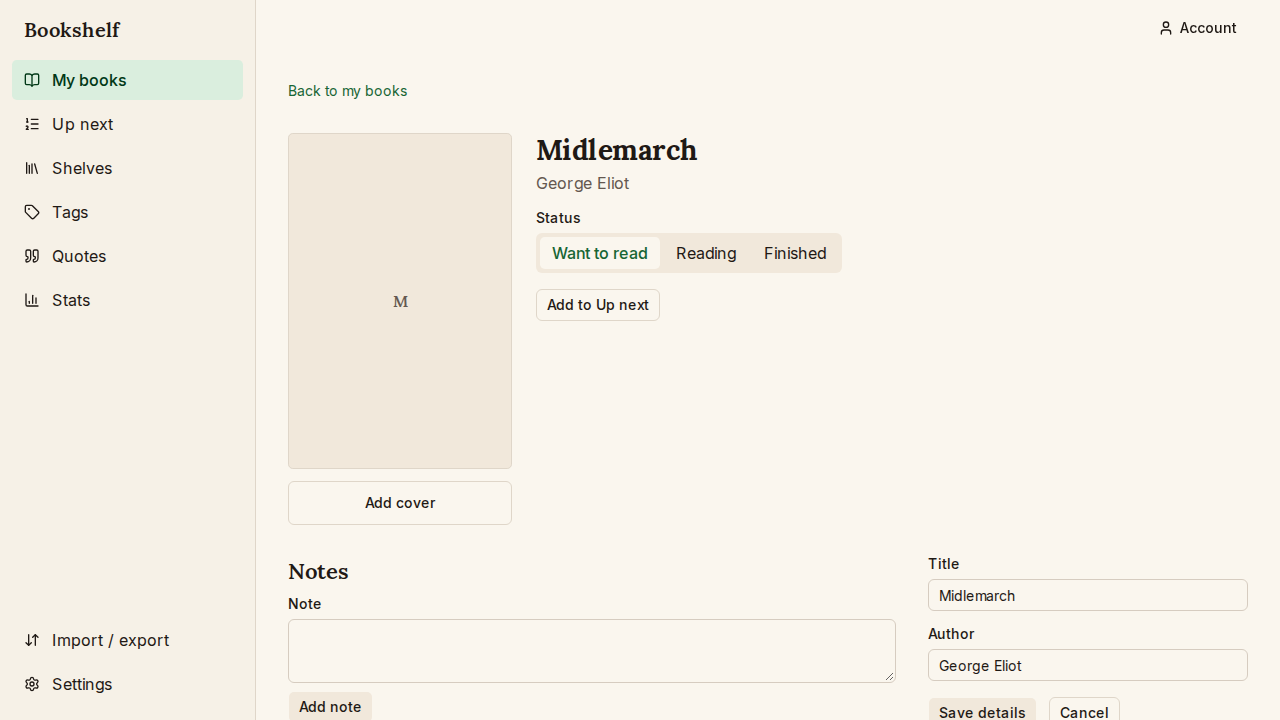 Bookshelf
My books
Up next
Shelves
Tags
Quotes
Stats
Import / export
Settings
Account
Back to my books
M
Add cover
Midlemarch
George Eliot
Status
Want to read Reading Finished
Add to Up next
Notes
Note
Add note
Title
Midlemarch
Author
George Eliot
Save details Cancel